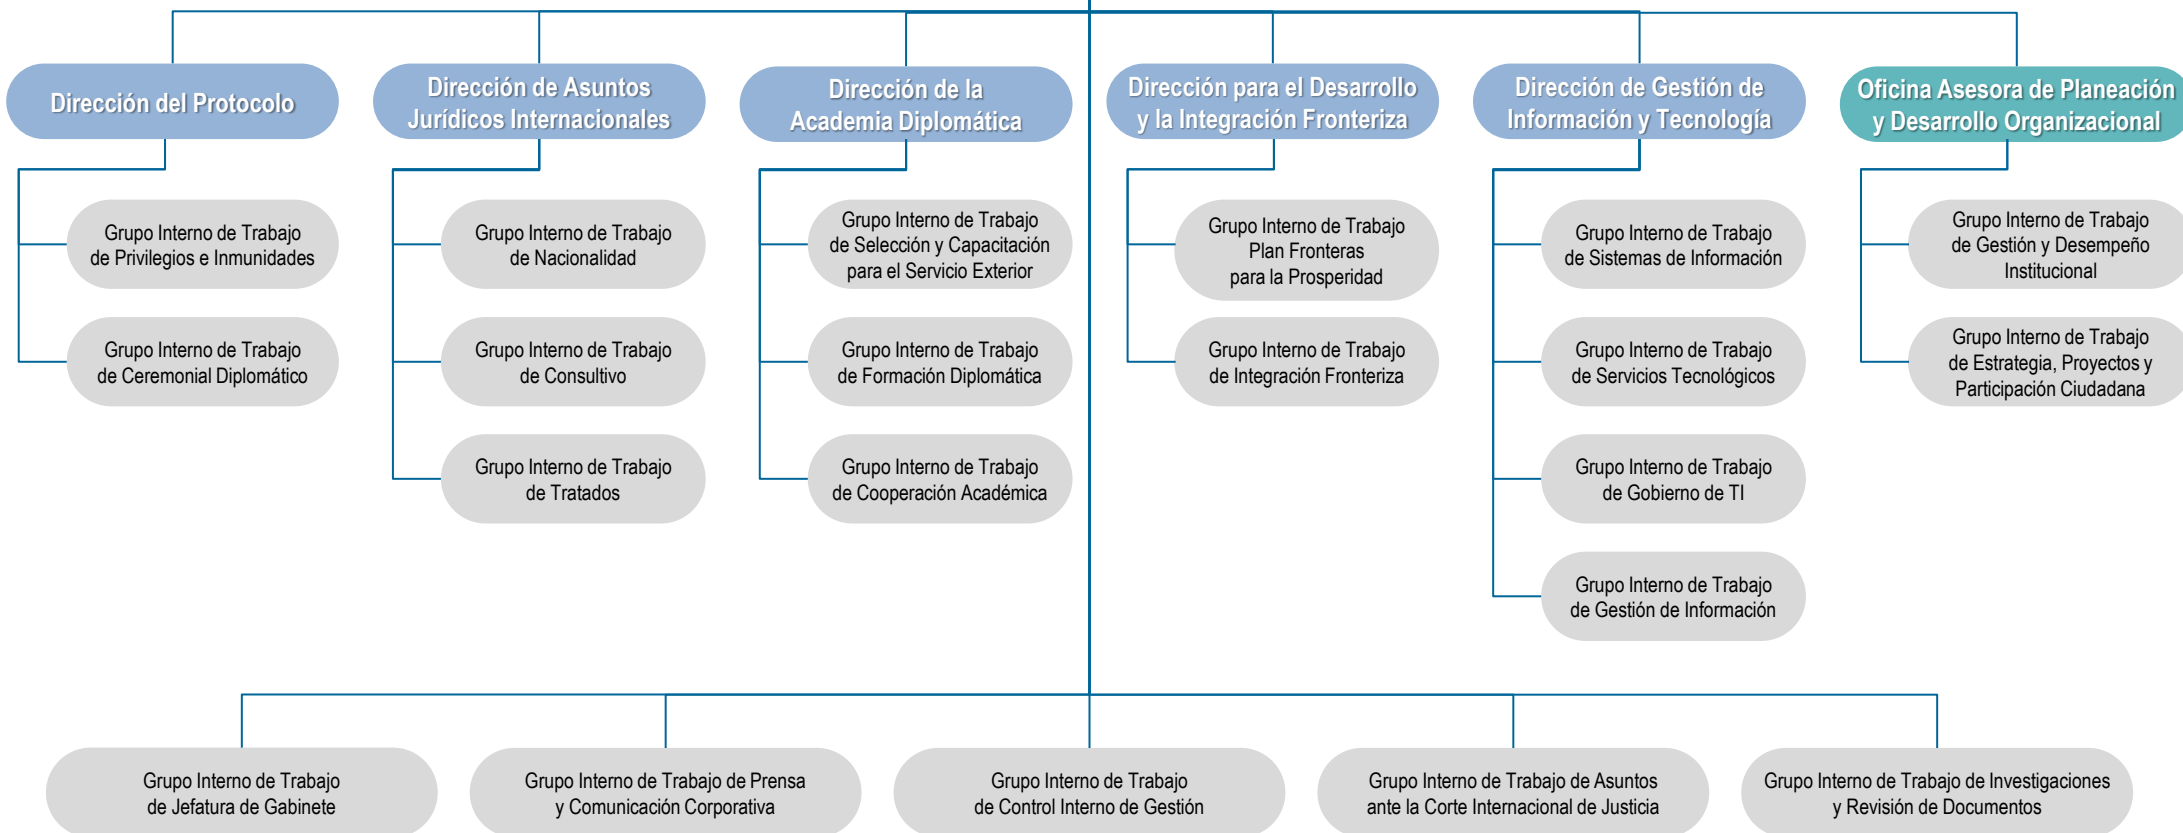 Dirección del Protocolo
Grupo Interno de Trabajo
de Privilegios e Inmunidades
Grupo Interno de Trabajo
de Ceremonial Diplomático
Dirección de Asuntos
Jurídicos Internacionales
Grupo Interno de Trabajo
de Nacionalidad
Grupo Interno de Trabajo
de Consultivo
Grupo Interno de Trabajo
de Tratados
Dirección de la
Academia Diplomática
Grupo Interno de Trabajo
de Selección y Capacitación
para el Servicio Exterior
Grupo Interno de Trabajo
de Formación Diplomática
Grupo Interno de Trabajo
de Cooperación Académica
Dirección para el Desarrollo
y la Integración Fronteriza
Grupo Interno de Trabajo
Plan Fronteras
para la Prosperidad
Grupo Interno de Trabajo
de Integración Fronteriza
Dirección de Gestión de
Información y Tecnología
Grupo Interno de Trabajo
de Sistemas de Información
Grupo Interno de Trabajo
de Servicios Tecnológicos
Grupo Interno de Trabajo
de Gobierno de TI
Grupo Interno de Trabajo
de Gestión de Información
Oficina Asesora de Planeación
y Desarrollo Organizacional
Grupo Interno de Trabajo
de Gestión y Desempeño
Institucional
Grupo Interno de Trabajo
de Estrategia, Proyectos y
Participación Ciudadana
Grupo Interno de Trabajo
de Jefatura de Gabinete
Grupo Interno de Trabajo de Prensa
y Comunicación Corporativa
Grupo Interno de Trabajo
de Control Interno de Gestión
Grupo Interno de Trabajo de Asuntos
ante la Corte Internacional de Justicia
Grupo Interno de Trabajo de Investigaciones
y Revisión de Documentos